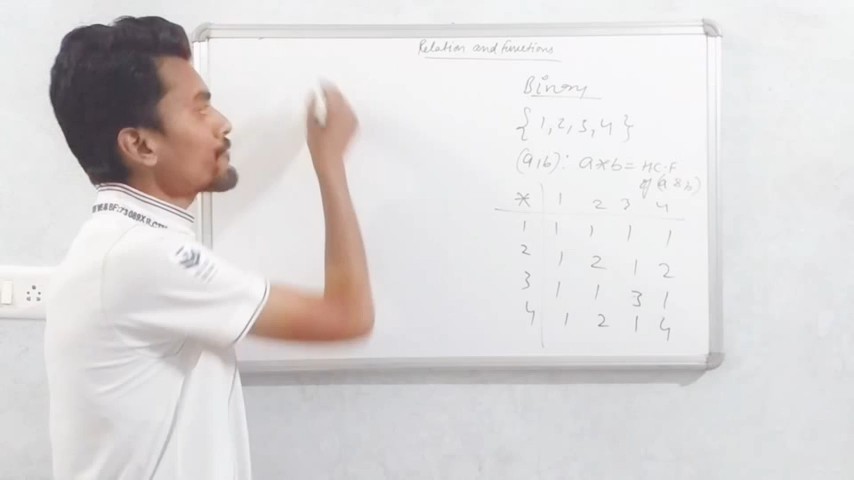 Relation and Functions
Binary
{ 1, 2, 3, 4 }
(a,b): a*b = H.C.F
of (a & b)
* 1 2 3 4
1 1 1 1 1
2 1 2 1 2
3 1 1 3 1
4 1 2 1 4